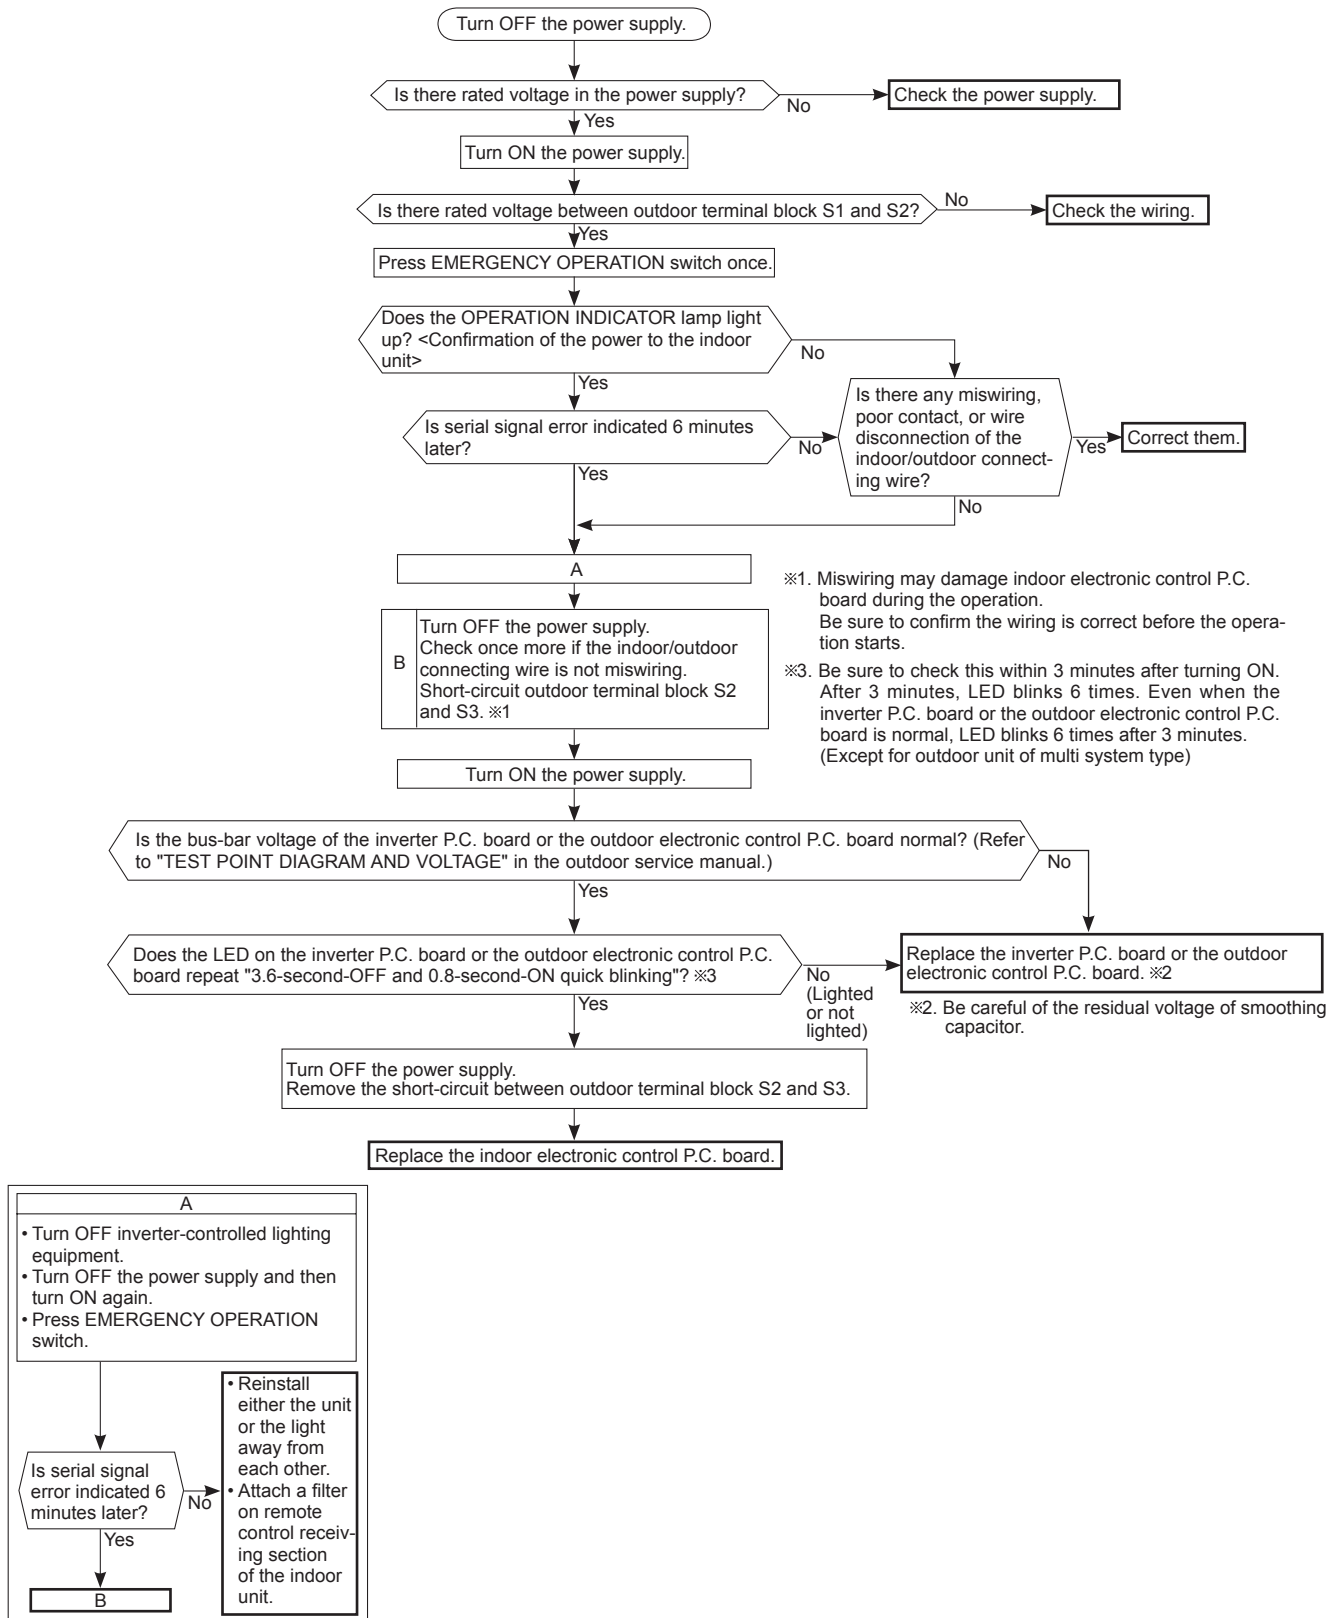 Turn OFF the power supply.
Is there rated voltage in the power supply?
No
Check the power supply.
Yes
Turn ON the power supply.
Is there rated voltage between outdoor terminal block S1 and S2?
No
Check the wiring.
Yes
Press EMERGENCY OPERATION switch once.
Does the OPERATION INDICATOR lamp light
up? <Confirmation of the power to the indoor
unit>
No
Yes
Is serial signal error indicated 6 minutes
later?
No
Yes
Is there any miswiring,
poor contact, or wire
disconnection of the
indoor/outdoor connect-
ing wire?
Yes
Correct them.
No
A
B
Turn OFF the power supply.
Check once more if the indoor/outdoor
connecting wire is not miswiring.
Short-circuit outdoor terminal block S2
and S3. ※1
※1. Miswiring may damage indoor electronic control P.C.
board during the operation.
Be sure to confirm the wiring is correct before the opera-
tion starts.
※3. Be sure to check this within 3 minutes after turning ON.
After 3 minutes, LED blinks 6 times. Even when the
inverter P.C. board or the outdoor electronic control P.C.
board is normal, LED blinks 6 times after 3 minutes.
(Except for outdoor unit of multi system type)
Turn ON the power supply.
Is the bus-bar voltage of the inverter P.C. board or the outdoor electronic control P.C. board normal? (Refer
to "TEST POINT DIAGRAM AND VOLTAGE" in the outdoor service manual.)
No
Yes
Does the LED on the inverter P.C. board or the outdoor electronic control P.C.
board repeat "3.6-second-OFF and 0.8-second-ON quick blinking"? ※3
No
(Lighted
or not
lighted)
Yes
Replace the inverter P.C. board or the outdoor
electronic control P.C. board. ※2
※2. Be careful of the residual voltage of smoothing
capacitor.
Turn OFF the power supply.
Remove the short-circuit between outdoor terminal block S2 and S3.
Replace the indoor electronic control P.C. board.
A
• Turn OFF inverter-controlled lighting
equipment.
• Turn OFF the power supply and then
turn ON again.
• Press EMERGENCY OPERATION
switch.
Is serial signal
error indicated 6
minutes later?
No
Yes
B
• Reinstall
either the unit
or the light
away from
each other.
• Attach a filter
on remote
control receiv-
ing section
of the indoor
unit.